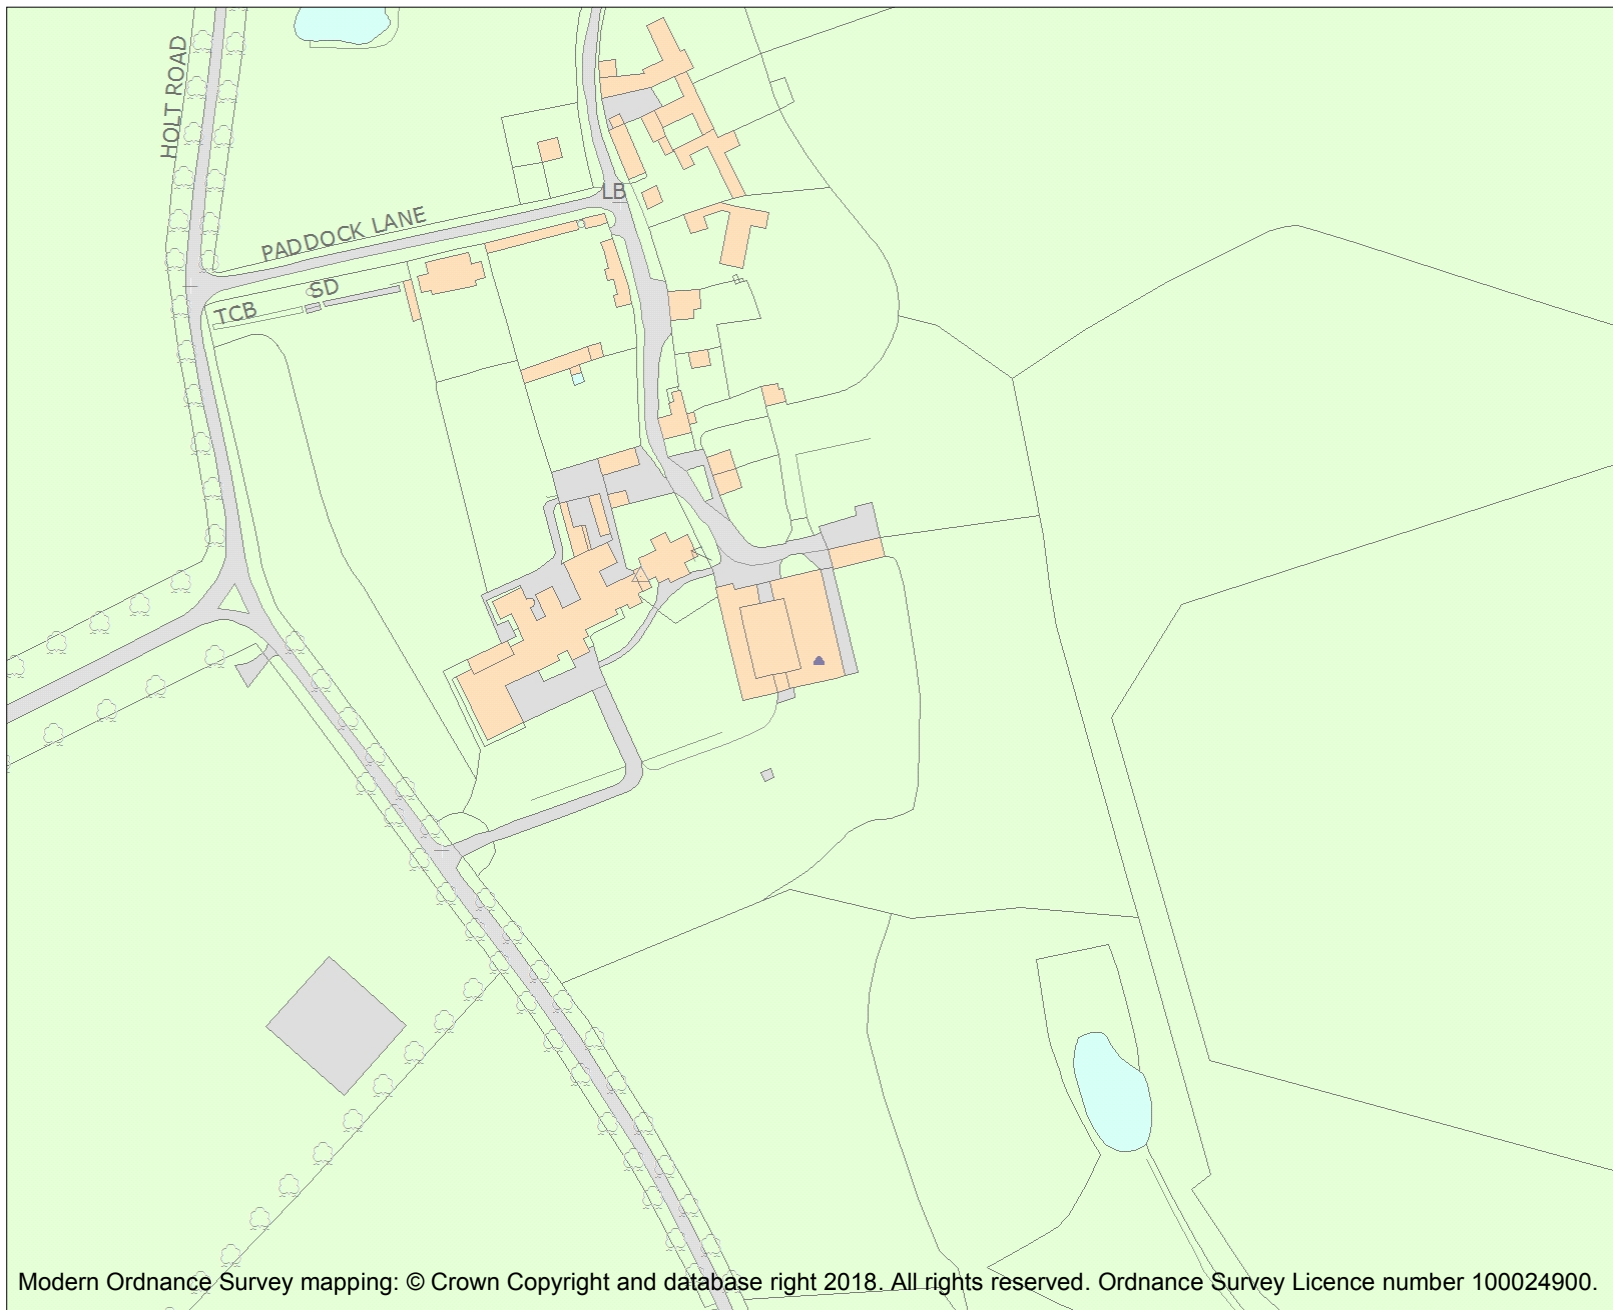 HOLT ROAD
LB
PADDOCK LANE
SD
TCB
Modern Ordnance Survey mapping: © Crown Copyright and database right 2018. All rights reserved. Ordnance Survey Licence number 100024900.